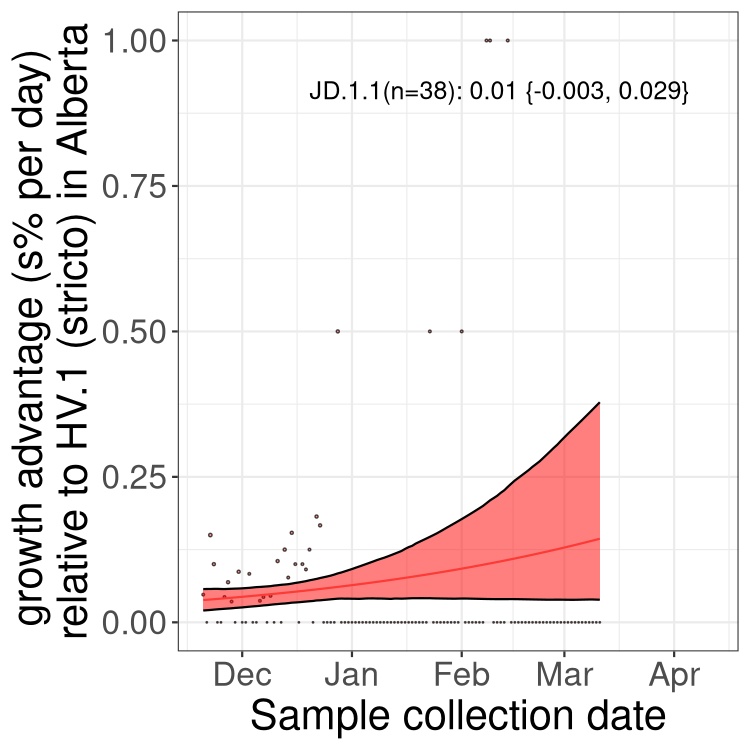 growth advantage (s% per day)
relative to HV.1 (stricto) in Alberta
1.00
0.75
0.50
0.25
0.00
JD.1.1(n=38): 0.01 {-0.003, 0.029}
Dec Jan Feb Mar Apr
Sample collection date